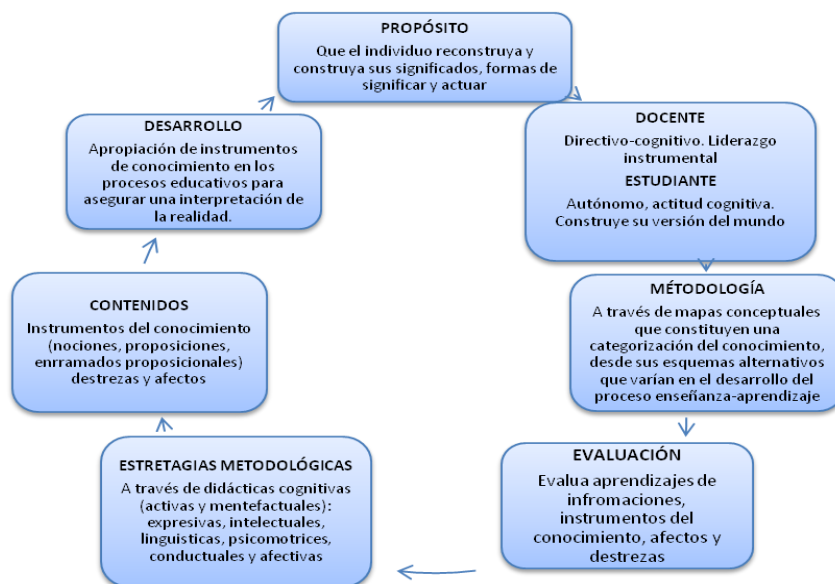 PROPÓSITO
Que el individuo reconstruya y
construya sus significados, formas de
significar y actuar
DOCENTE
Directivo-cognitivo. Liderazgo
instrumental
ESTUDIANTE
Autónomo, actitud cognitiva.
Construye su versión del mundo
MÉTODOLOGÍA
A través de mapas conceptuales
que constituyen una
categorización del conocimiento,
desde sus esquemas alternativos
que varían en el desarrollo del
proceso enseñanza-aprendizaje
EVALUACIÓN
Evalua aprendizajes de
infromaciones,
instrumentos del
conocimiento, afectos y
destrezas
ESTRETAGIAS METODOLÓGICAS
A través de didácticas cognitivas
(activas y mentefactuales):
expresivas, intelectuales,
linguisticas, psicomotrices,
conductuales y afectivas
CONTENIDOS
Instrumentos del conocimiento
(nociones, proposiciones,
enrramados proposicionales)
destrezas y afectos
DESARROLLO
Apropiación de instrumentos
de conocimiento en los
procesos educativos para
asegurar una interpretación de
la realidad.